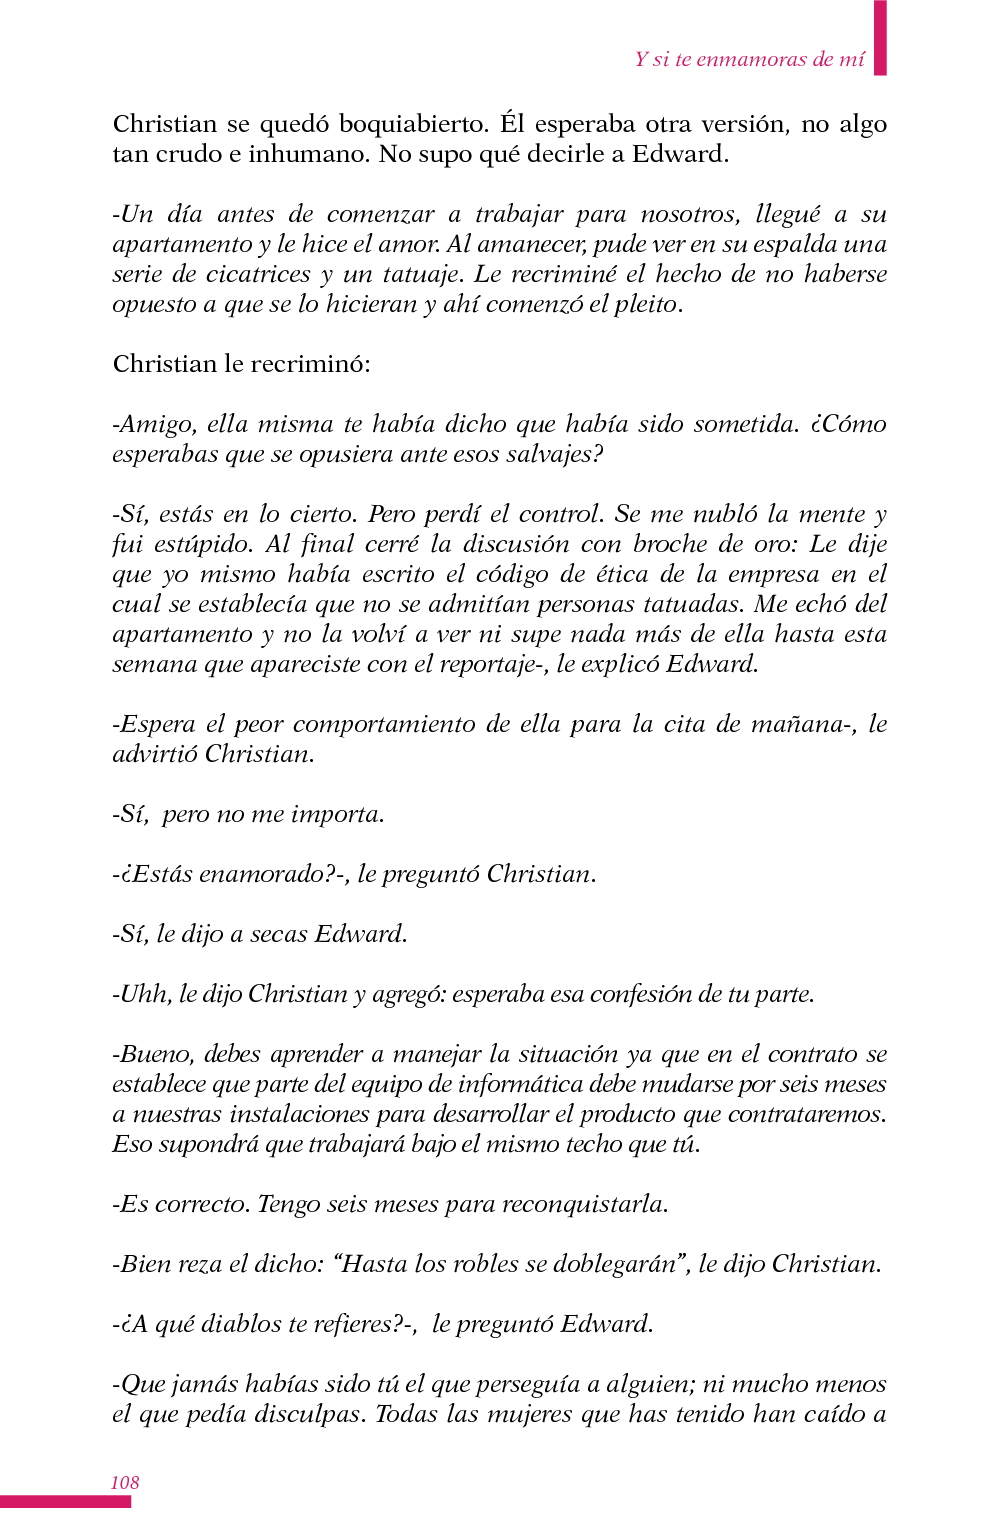 Y si te enmamoras de mí
Christian se quedó boquiabierto. Él esperaba otra versión, no algo
tan crudo e inhumano. No supo qué decirle a Edward.
-Un día antes de comenzar a trabajar para nosotros, llegué a su
apartamento y le hice el amor. Al amanecer, pude ver en su espalda una
serie de cicatrices y un tatuaje. Le recriminé el hecho de no haberse
opuesto a que se lo hicieran y ahí comenzó el pleito.
Christian le recriminó:
-Amigo, ella misma te había dicho que había sido sometida. ¿Cómo
esperabas que se opusiera ante esos salvajes?
-Sí, estás en lo cierto. Pero perdí el control. Se me nubló la mente y
fui estúpido. Al final cerré la discusión con broche de oro: Le dije
que yo mismo había escrito el código de ética de la empresa en el
cual se establecía que no se admitían personas tatuadas. Me echó del
apartamento y no la volví a ver ni supe nada más de ella hasta esta
semana que apareciste con el reportaje-, le explicó Edward.
-Espera el peor comportamiento de ella para la cita de mañana-, le
advirtió Christian.
-Sí,  pero no me importa.
-¿Estás enamorado?-, le preguntó Christian.
-Sí, le dijo a secas Edward.
-Uhh, le dijo Christian y agregó: esperaba esa confesión de tu parte.
-Bueno, debes aprender a manejar la situación ya que en el contrato se
establece que parte del equipo de informática debe mudarse por seis meses
a nuestras instalaciones para desarrollar el producto que contrataremos.
Eso supondrá que trabajará bajo el mismo techo que tú.
-Es correcto. Tengo seis meses para reconquistarla.
-Bien reza el dicho: “Hasta los robles se doblegarán”, le dijo Christian.
-¿A qué diablos te refieres?-,  le preguntó Edward.
-Que jamás habías sido tú el que perseguía a alguien; ni mucho menos
el que pedía disculpas. Todas las mujeres que has tenido han caído a
108